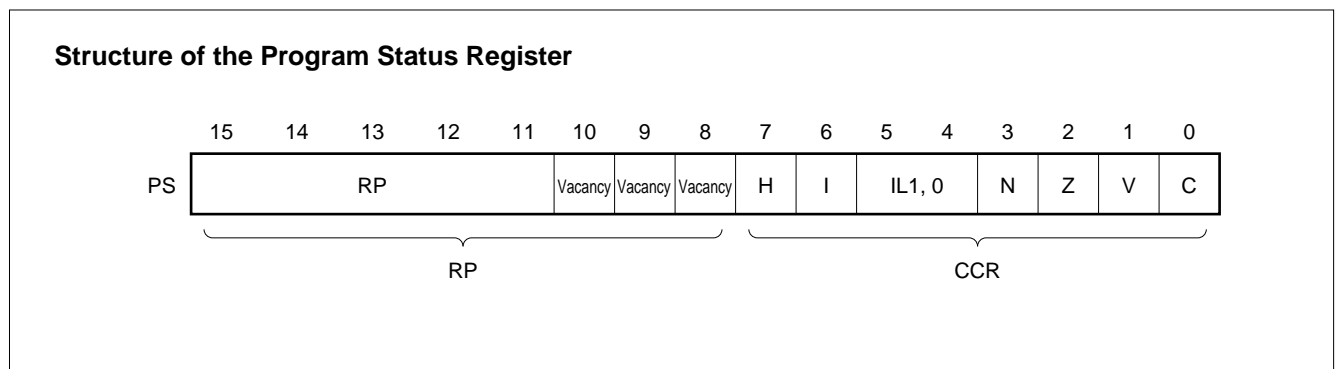 Structure of the Program Status Register
15 14 13 12 11 10 9 8 7 6 5 4 3 2 1 0
PS RP Vacancy Vacancy Vacancy H I IL1, 0 N Z V C
RP CCR